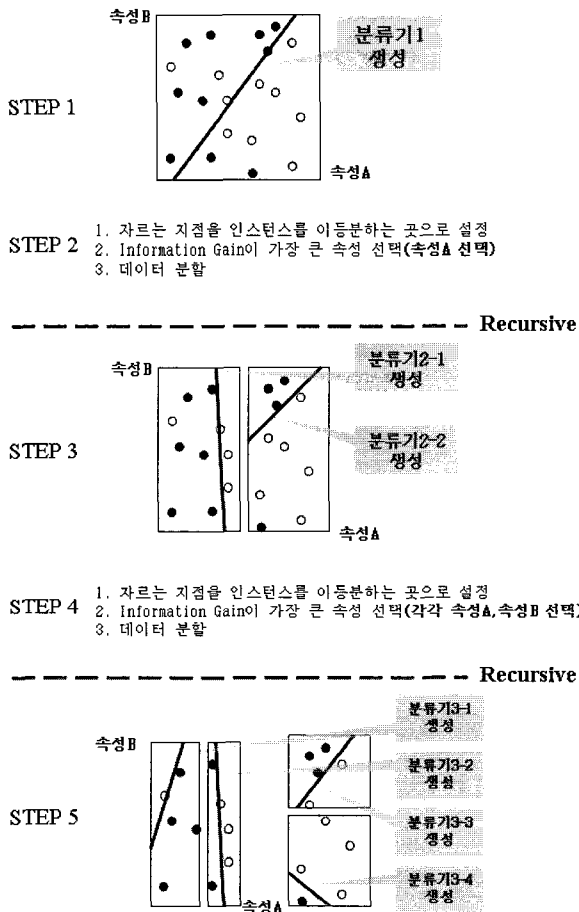 속성B
분류기1
생성
STEP 1
속성A
STEP 2
1. 자르는 지점을 인스턴스를 이등분하는 곳으로 설정
2. Information Gain이 가장 큰 속성 선택(속성A 선택)
3. 데이터 분할
Recursive
속성B
분류기2-1
생성
STEP 3
분류기2-2
생성
속성A
STEP 4
1. 자르는 지점을 인스턴스를 이등분하는 곳으로 설정
2. Information Gain이 가장 큰 속성 선택(각각 속성A,속성B 선택)
3. 데이터 분할
Recursive
속성B
분류기3-1
생성
분류기3-2
생성
STEP 5
분류기3-3
생성
분류기3-4
생성
속성A